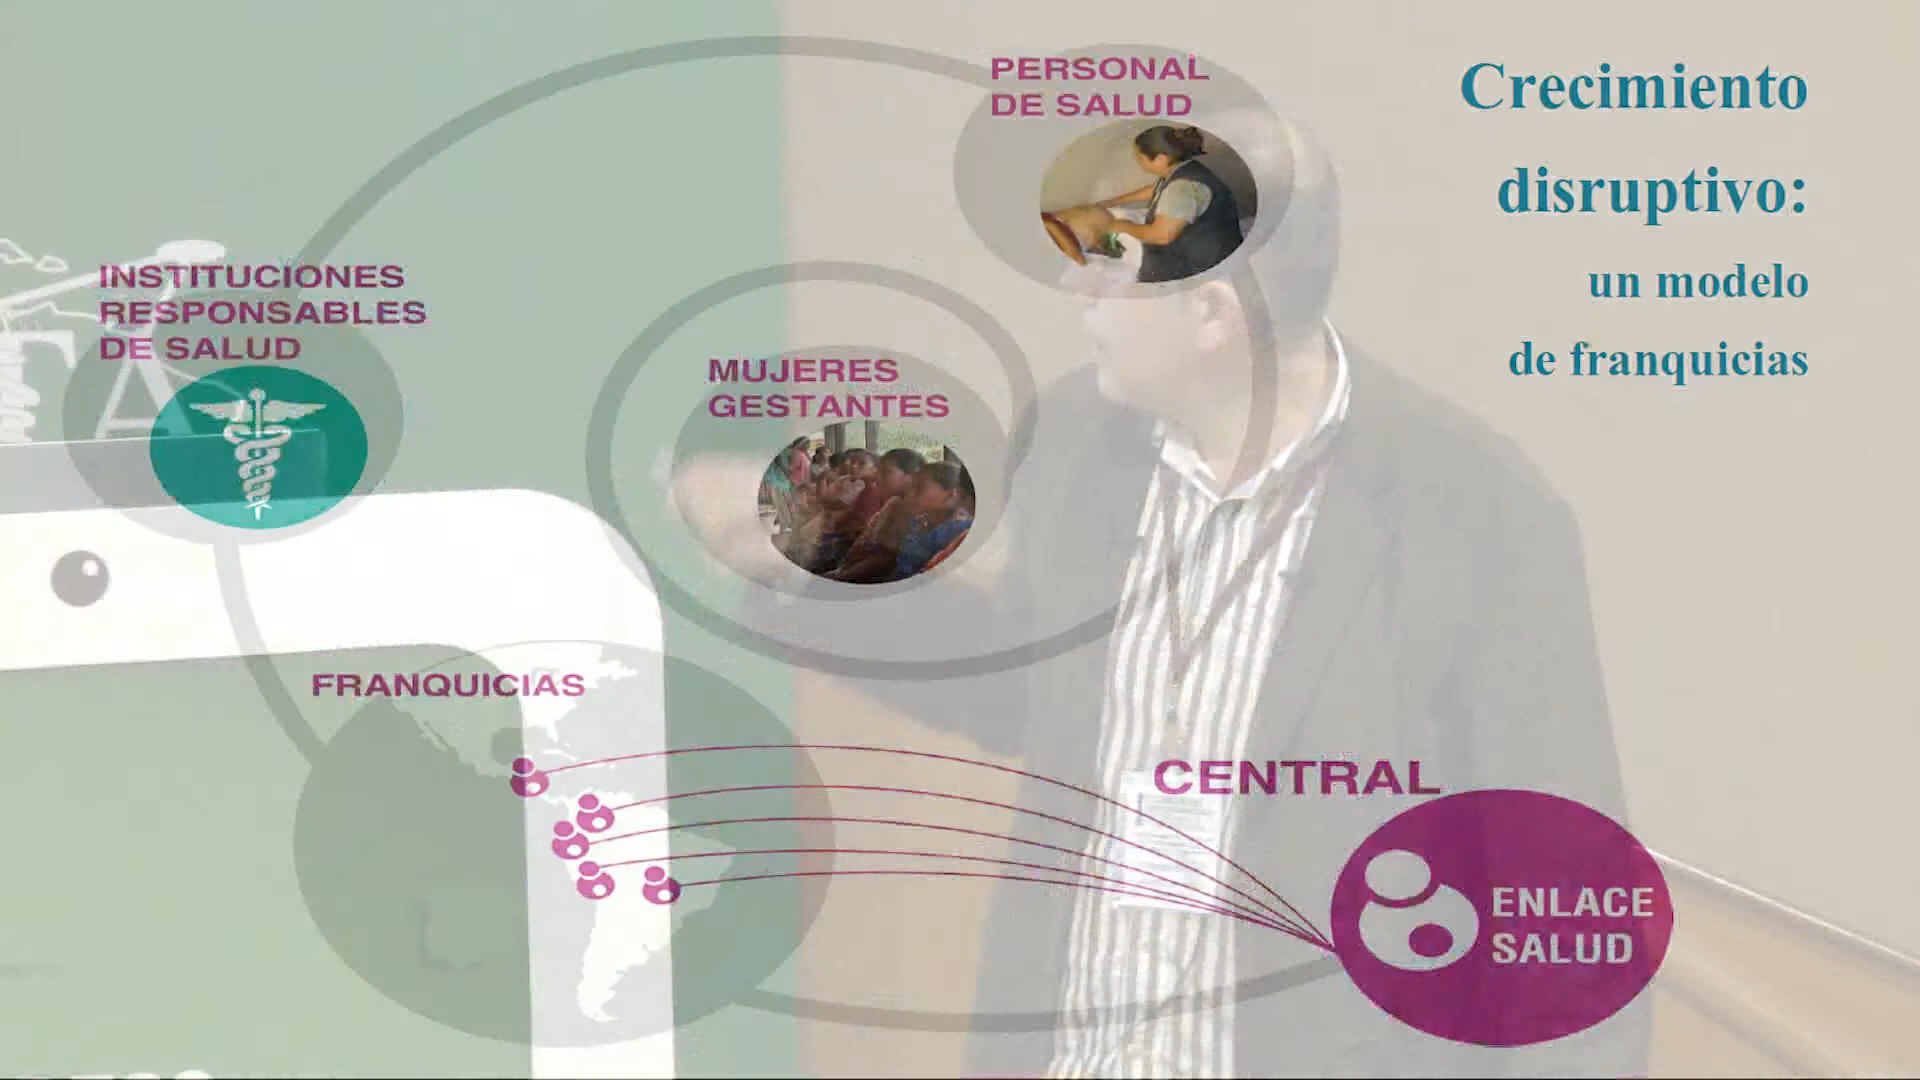 PERSONAL
DE SALUD
Crecimiento
disruptivo:
un modelo
de franquicias
INSTITUCIONES
RESPONSABLES
DE SALUD
MUJERES
GESTANTES
FRANQUICIAS
CENTRAL
ENLACE
SALUD